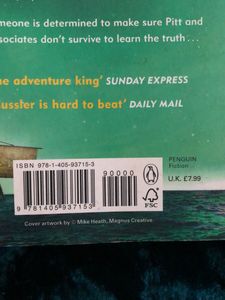 meone is determined to make sure Pitt and
ssociates don't survive to learn the truth . . .
ne adventure king' SUNDAY EXPRESS
ussler is hard to beat' DAILY MAIL
ISBN 978-1-405-93715-3
90000
9 781405 937153
FSC
PENGUIN
Fiction
U.K. £7.99
Cover artwork by © Mike Heath, Magnus Creative